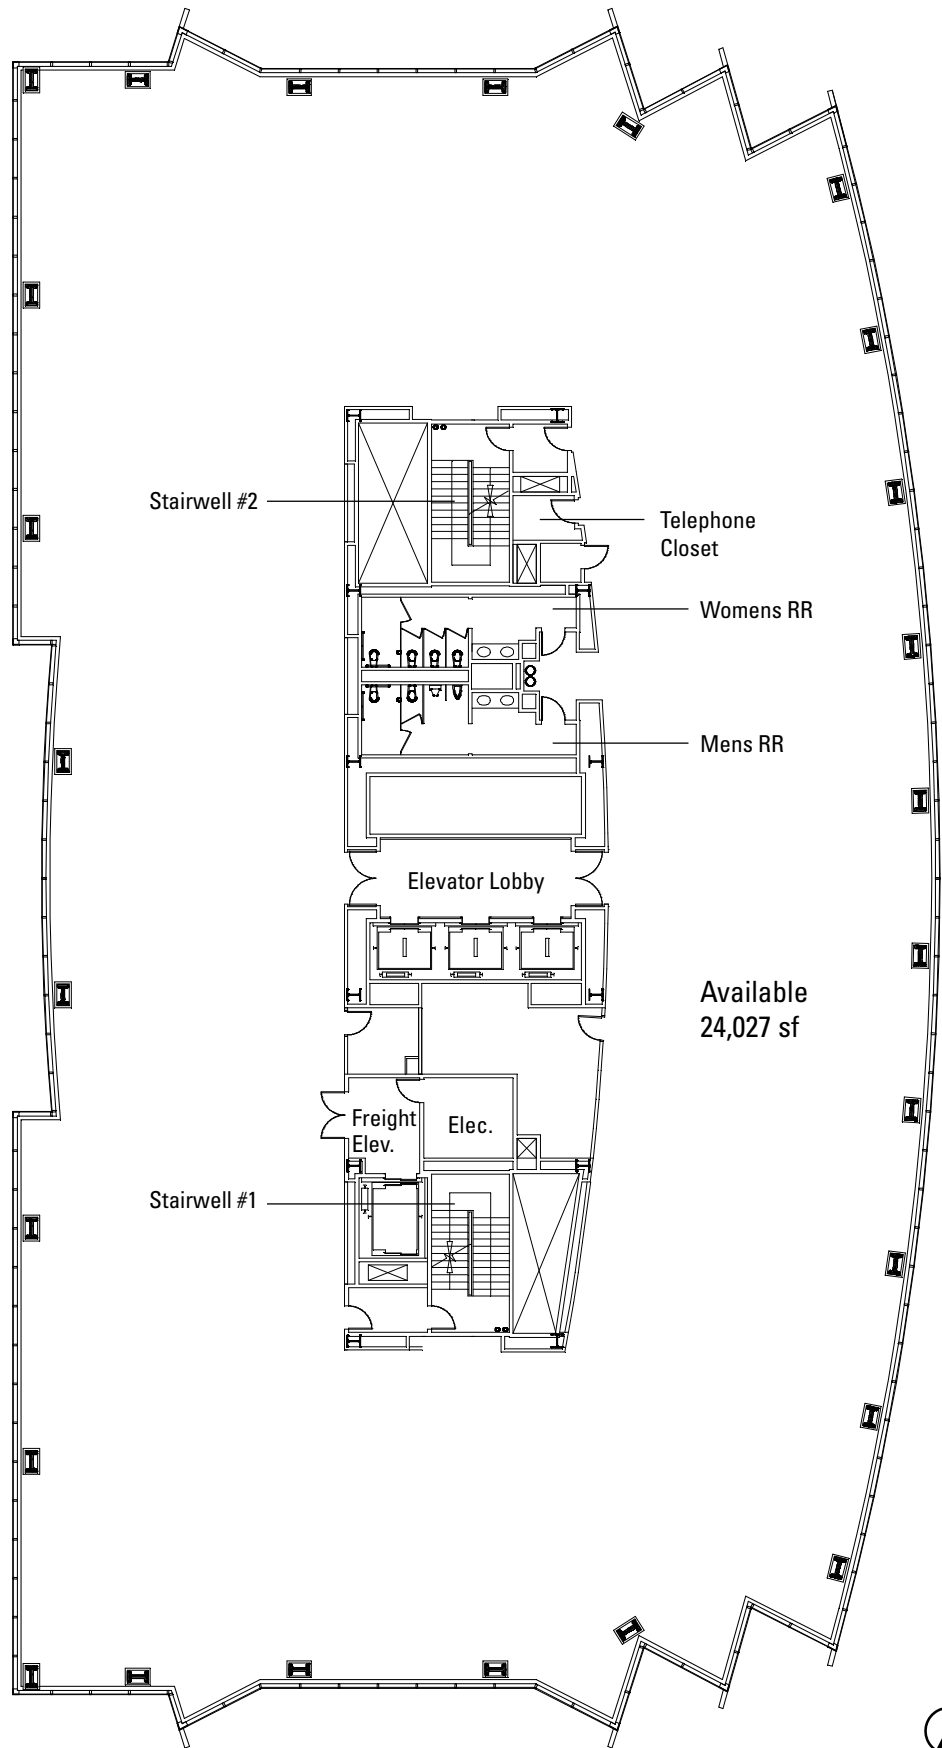 Stairwell #2
Telephone
Closet
Womens RR
Mens RR
Elevator Lobby
Available
24,027 sf
Freight
Elev.
Elec.
Stairwell #1